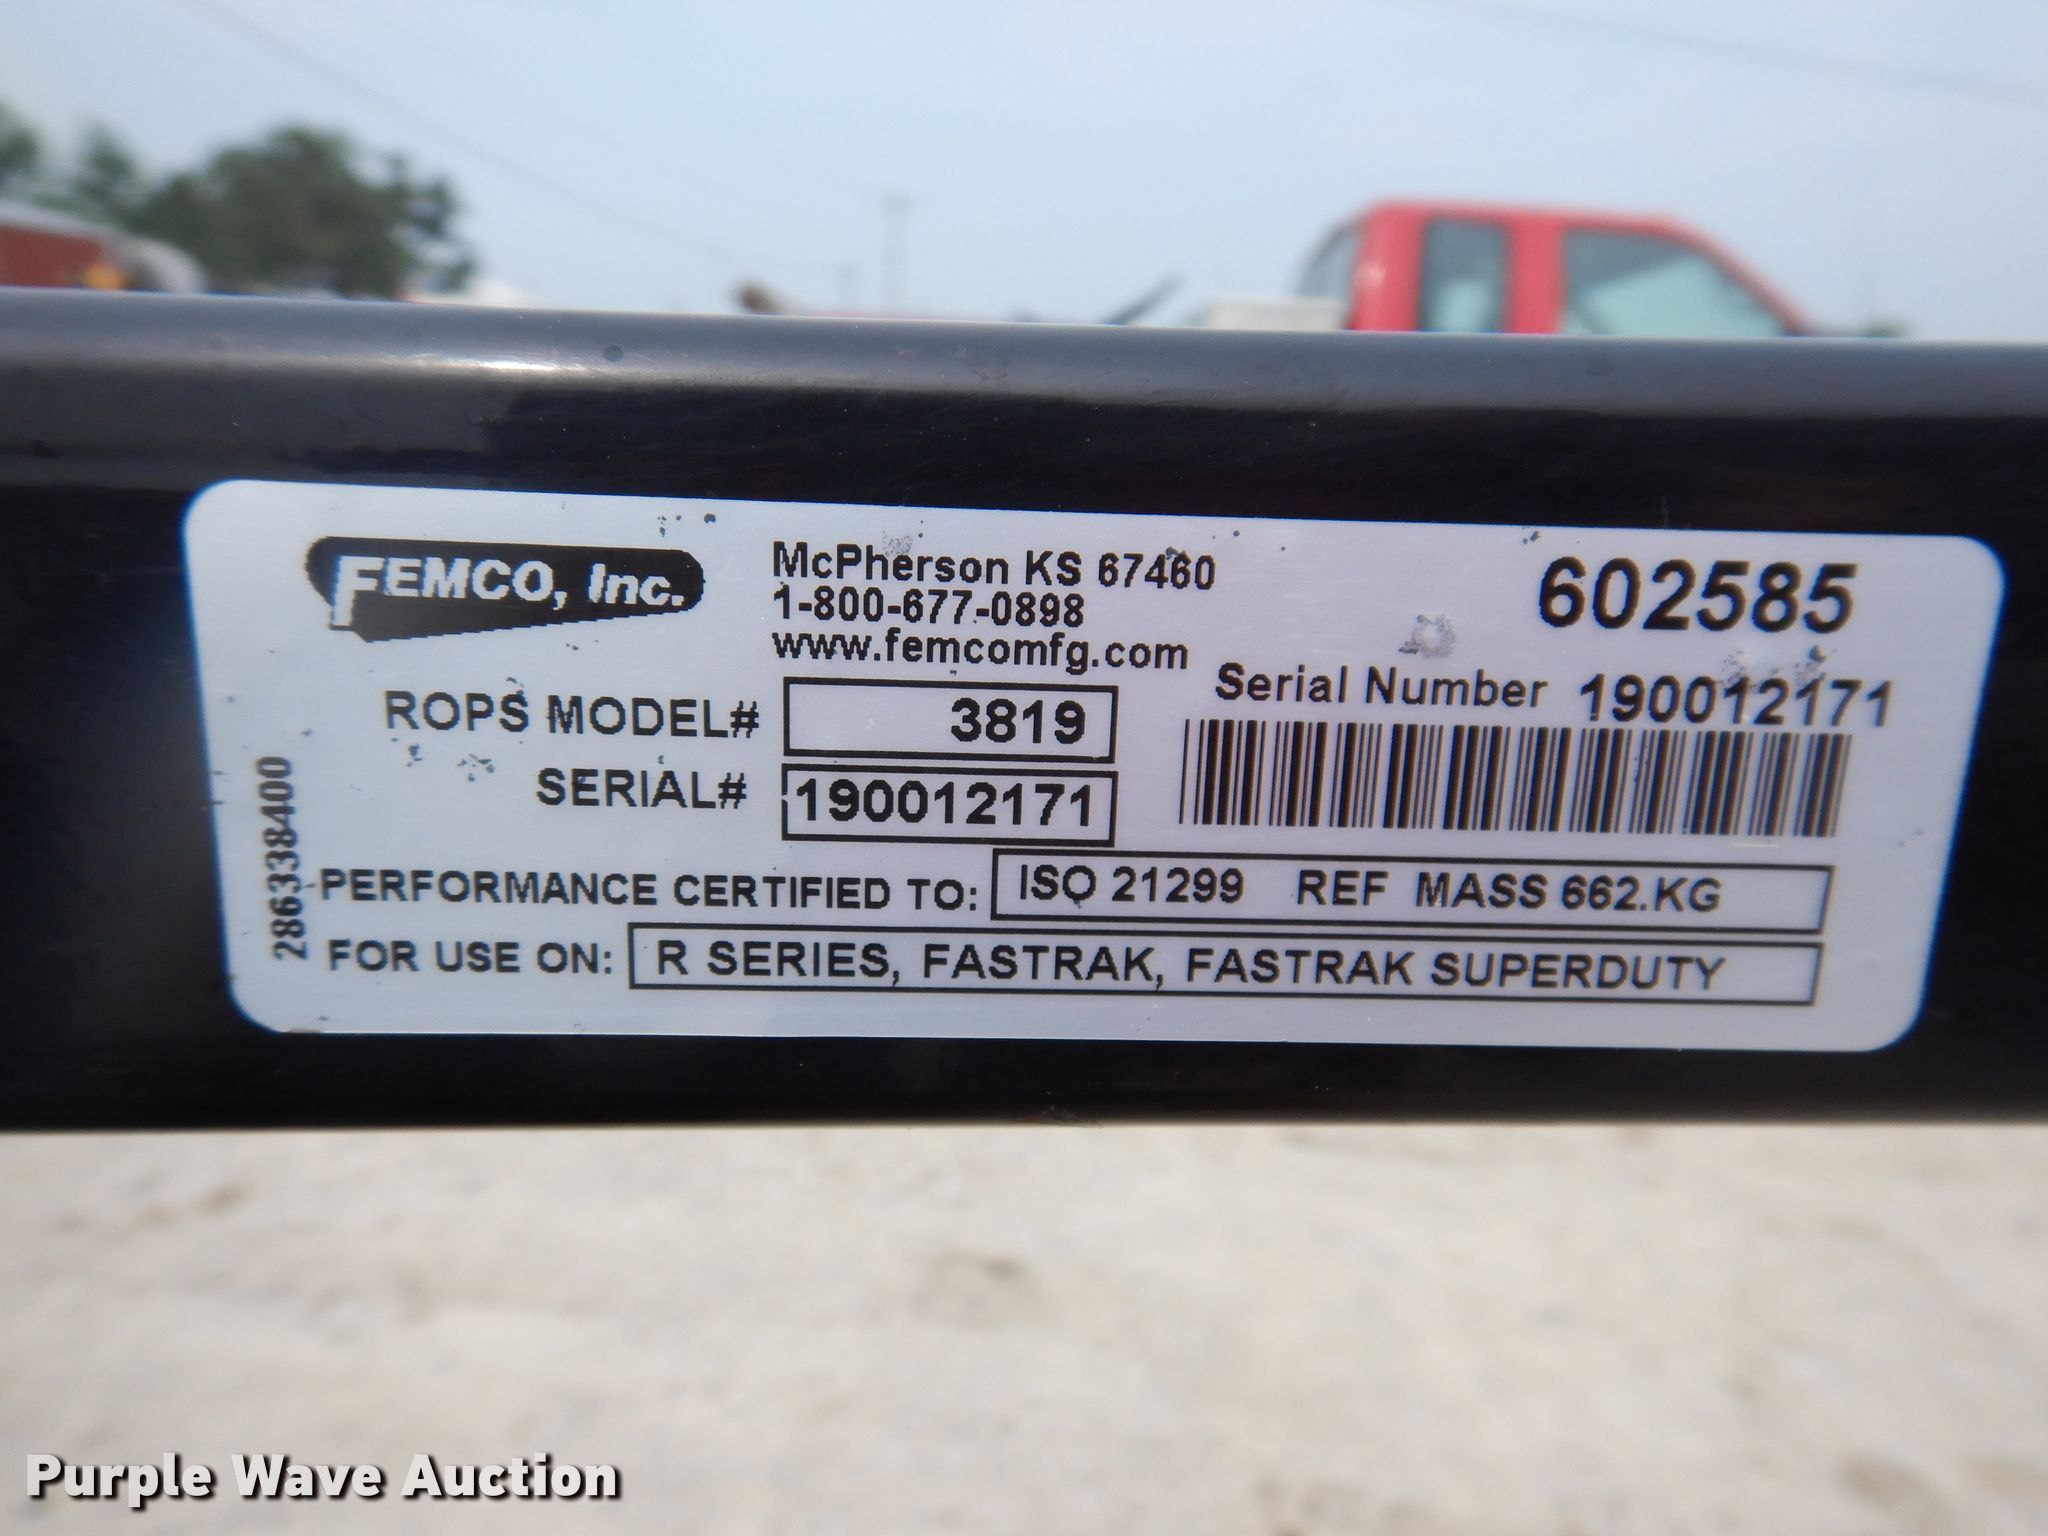 FEMCO, Inc.
McPherson KS 67460
1-800-677-0898
www.femcomfg.com
602585
ROPS MODEL# 3819
Serial Number 190012171
SERIAL# 190012171
286338400
PERFORMANCE CERTIFIED TO: ISO 21299 REF MASS 662.KG
FOR USE ON: R SERIES, FASTRAK, FASTRAK SUPERDUTY
Purple Wave Auction